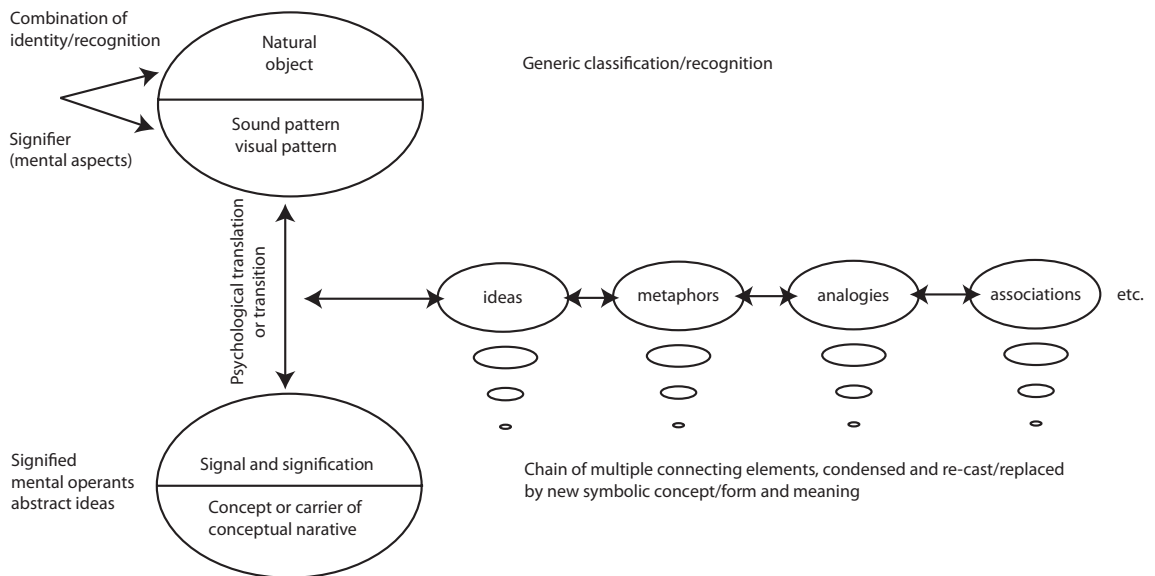 Combination of
identity/recognition
Natural
object
Generic classification/recognition
Sound pattern
visual pattern
Signifier
(mental aspects)
Psychological translation
or transition
ideas
metaphors
analogies
associations
etc.
Signified
mental operants
abstract ideas
Signal and signification
Concept or carrier of
conceptual narative
Chain of multiple connecting elements, condensed and re-cast/replaced
by new symbolic concept/form and meaning